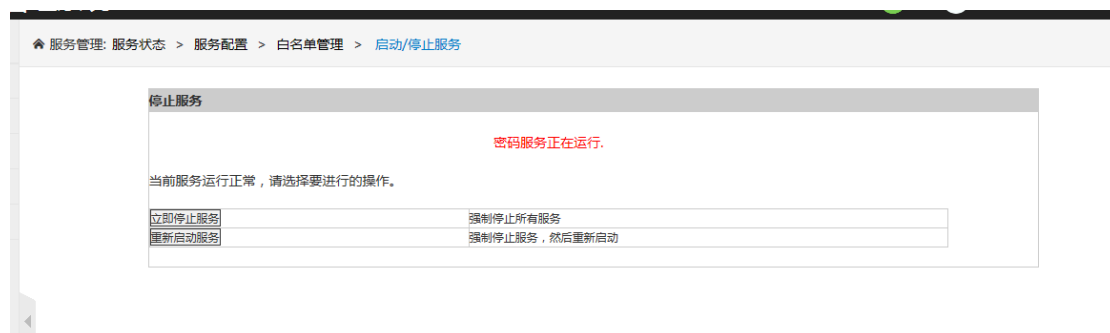 服务管理: 服务状态 > 服务配置 > 白名单管理 > 启动/停止服务
停止服务
密码服务正在运行.
当前服务运行正常，请选择要进行的操作。
立即停止服务 强制停止所有服务
重新启动服务 强制停止服务，然后重新启动